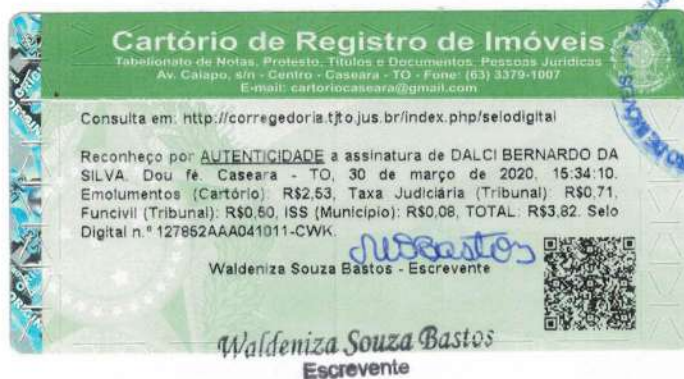 Cartório de Registro de Imóveis
Tabelionato de Notas, Protesto, Títulos e Documentos, Pessoas Jurídicas
Av. Caiapo, s/n - Centro - Caseara - TO - Fone: (63) 3379-1007
E-mail: cartoriocaseara@gmail.com
Consulta em: http://corregedoria.tjto.jus.br/index.php/selodigital
Reconheço por AUTENTICIDADE a assinatura de DALCI BERNARDO DA
SILVA. Dou fé. Caseara - TO, 30 de março de 2020, 15:34:10.
Emolumentos (Cartório): R$2,53, Taxa Judiciária (Tribunal): R$0,71,
Funcivil (Tribunal): R$0,50, ISS (Município): R$0,08, TOTAL: R$3,82. Selo
Digital n.º 127852AAA041011-CWK.
WSBastos
Waldeniza Souza Bastos - Escrevente
Waldeniza Souza Bastos
Escrevente